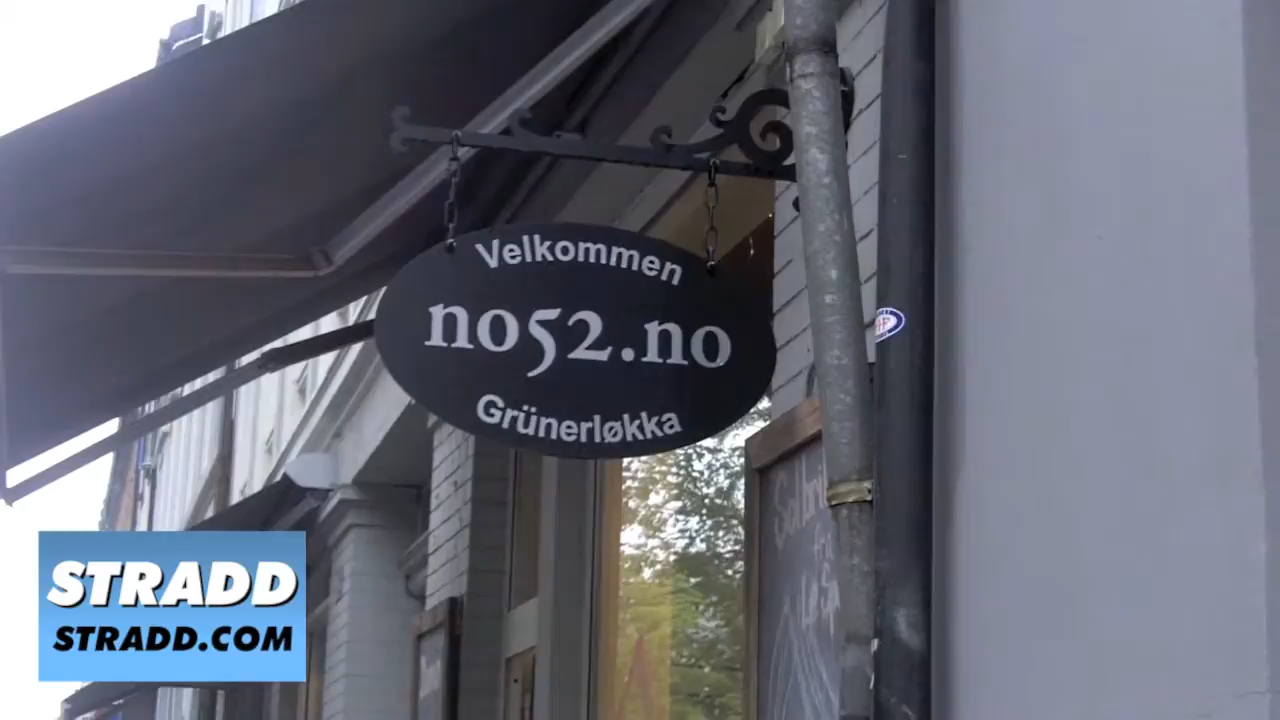 Velkommen
no52.no
Grünerløkka
STRADD
STRADD.COM